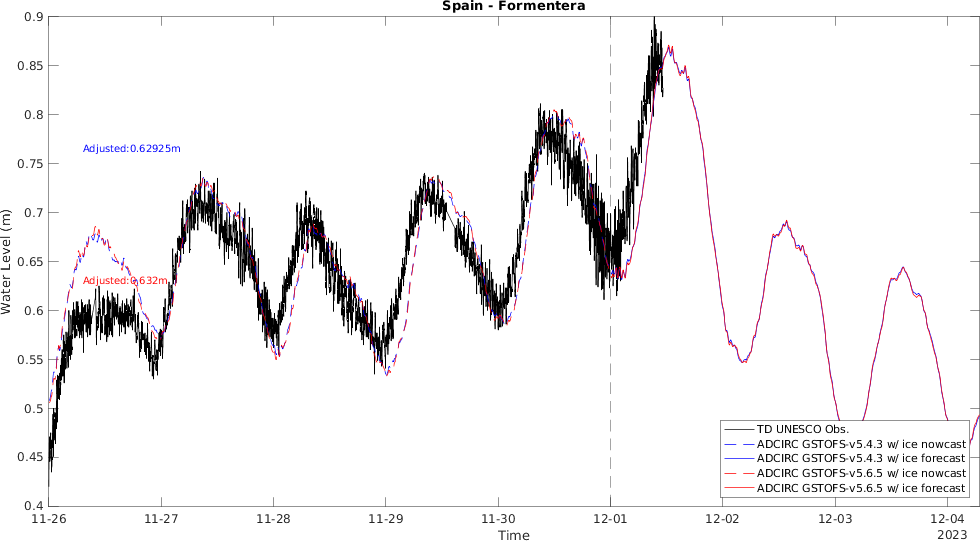 Spain - Formentera
0.9
0.85
0.8
0.75
0.7
0.65
0.6
0.55
0.5
0.45
0.4
Water Level (m)
Adjusted:0.62925m
Adjusted:0.632m
TD UNESCO Obs.
ADCIRC GSTOFS-v5.4.3 w/ ice nowcast
ADCIRC GSTOFS-v5.4.3 w/ ice forecast
ADCIRC GSTOFS-v5.6.5 w/ ice nowcast
ADCIRC GSTOFS-v5.6.5 w/ ice forecast
11-26 11-27 11-28 11-29 11-30 12-01 12-02 12-03 12-04
Time
2023